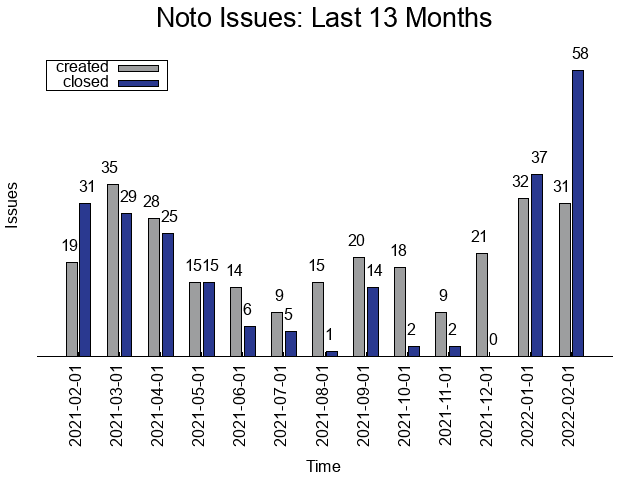 Noto Issues: Last 13 Months
created
closed
Issues
19 31 35 29 28 25 15 15 14 6 9 5 15 1 20 14 18 2 9 2 21 0 32 37 31 58
2021-02-01 2021-03-01 2021-04-01 2021-05-01 2021-06-01 2021-07-01 2021-08-01 2021-09-01 2021-10-01 2021-11-01 2021-12-01 2022-01-01 2022-02-01
Time